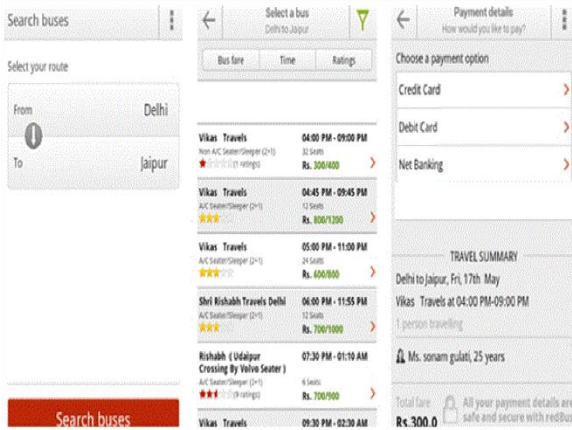 Search buses
Select your route
From Delhi
To Jaipur
Search buses
Select a bus
Delhi to Jaipur
Bus fare Time Ratings
Vikas Travels 04:00 PM - 09:00 PM
Non A/C Seater/Sleeper (2+1) 32 Seats
(1 ratings) Rs. 300/400
Vikas Travels 04:45 PM - 09:45 PM
A/C Seater/Sleeper (2+1) 12 Seats
Rs. 800/1200
Vikas Travels 05:00 PM - 11:00 PM
A/C Seater/Sleeper (2+1) 24 Seats
Rs. 600/800
Shri Rishabh Travels Delhi 06:00 PM - 11:55 PM
A/C Seater/Sleeper (2+1) 12 Seats
Rs. 700/1000
Rishabh ( Udaipur 07:30 PM - 01:10 AM
Crossing By Volvo Seater )
A/C Seater/Sleeper (2+1) 6 Seats
(9 ratings) Rs. 700/900
Vikas Travels 09:30 PM - 02:30 AM
Payment details
How would you like to pay?
Choose a payment option
Credit Card
Debit Card
Net Banking
TRAVEL SUMMARY
Delhi to Jaipur, Fri, 17th May
Vikas Travels at 04:00 PM-09:00 PM
1 person travelling
Ms. sonam gulati, 25 years
Total fare All your payment details are
Rs.300.0 safe and secure with redBus